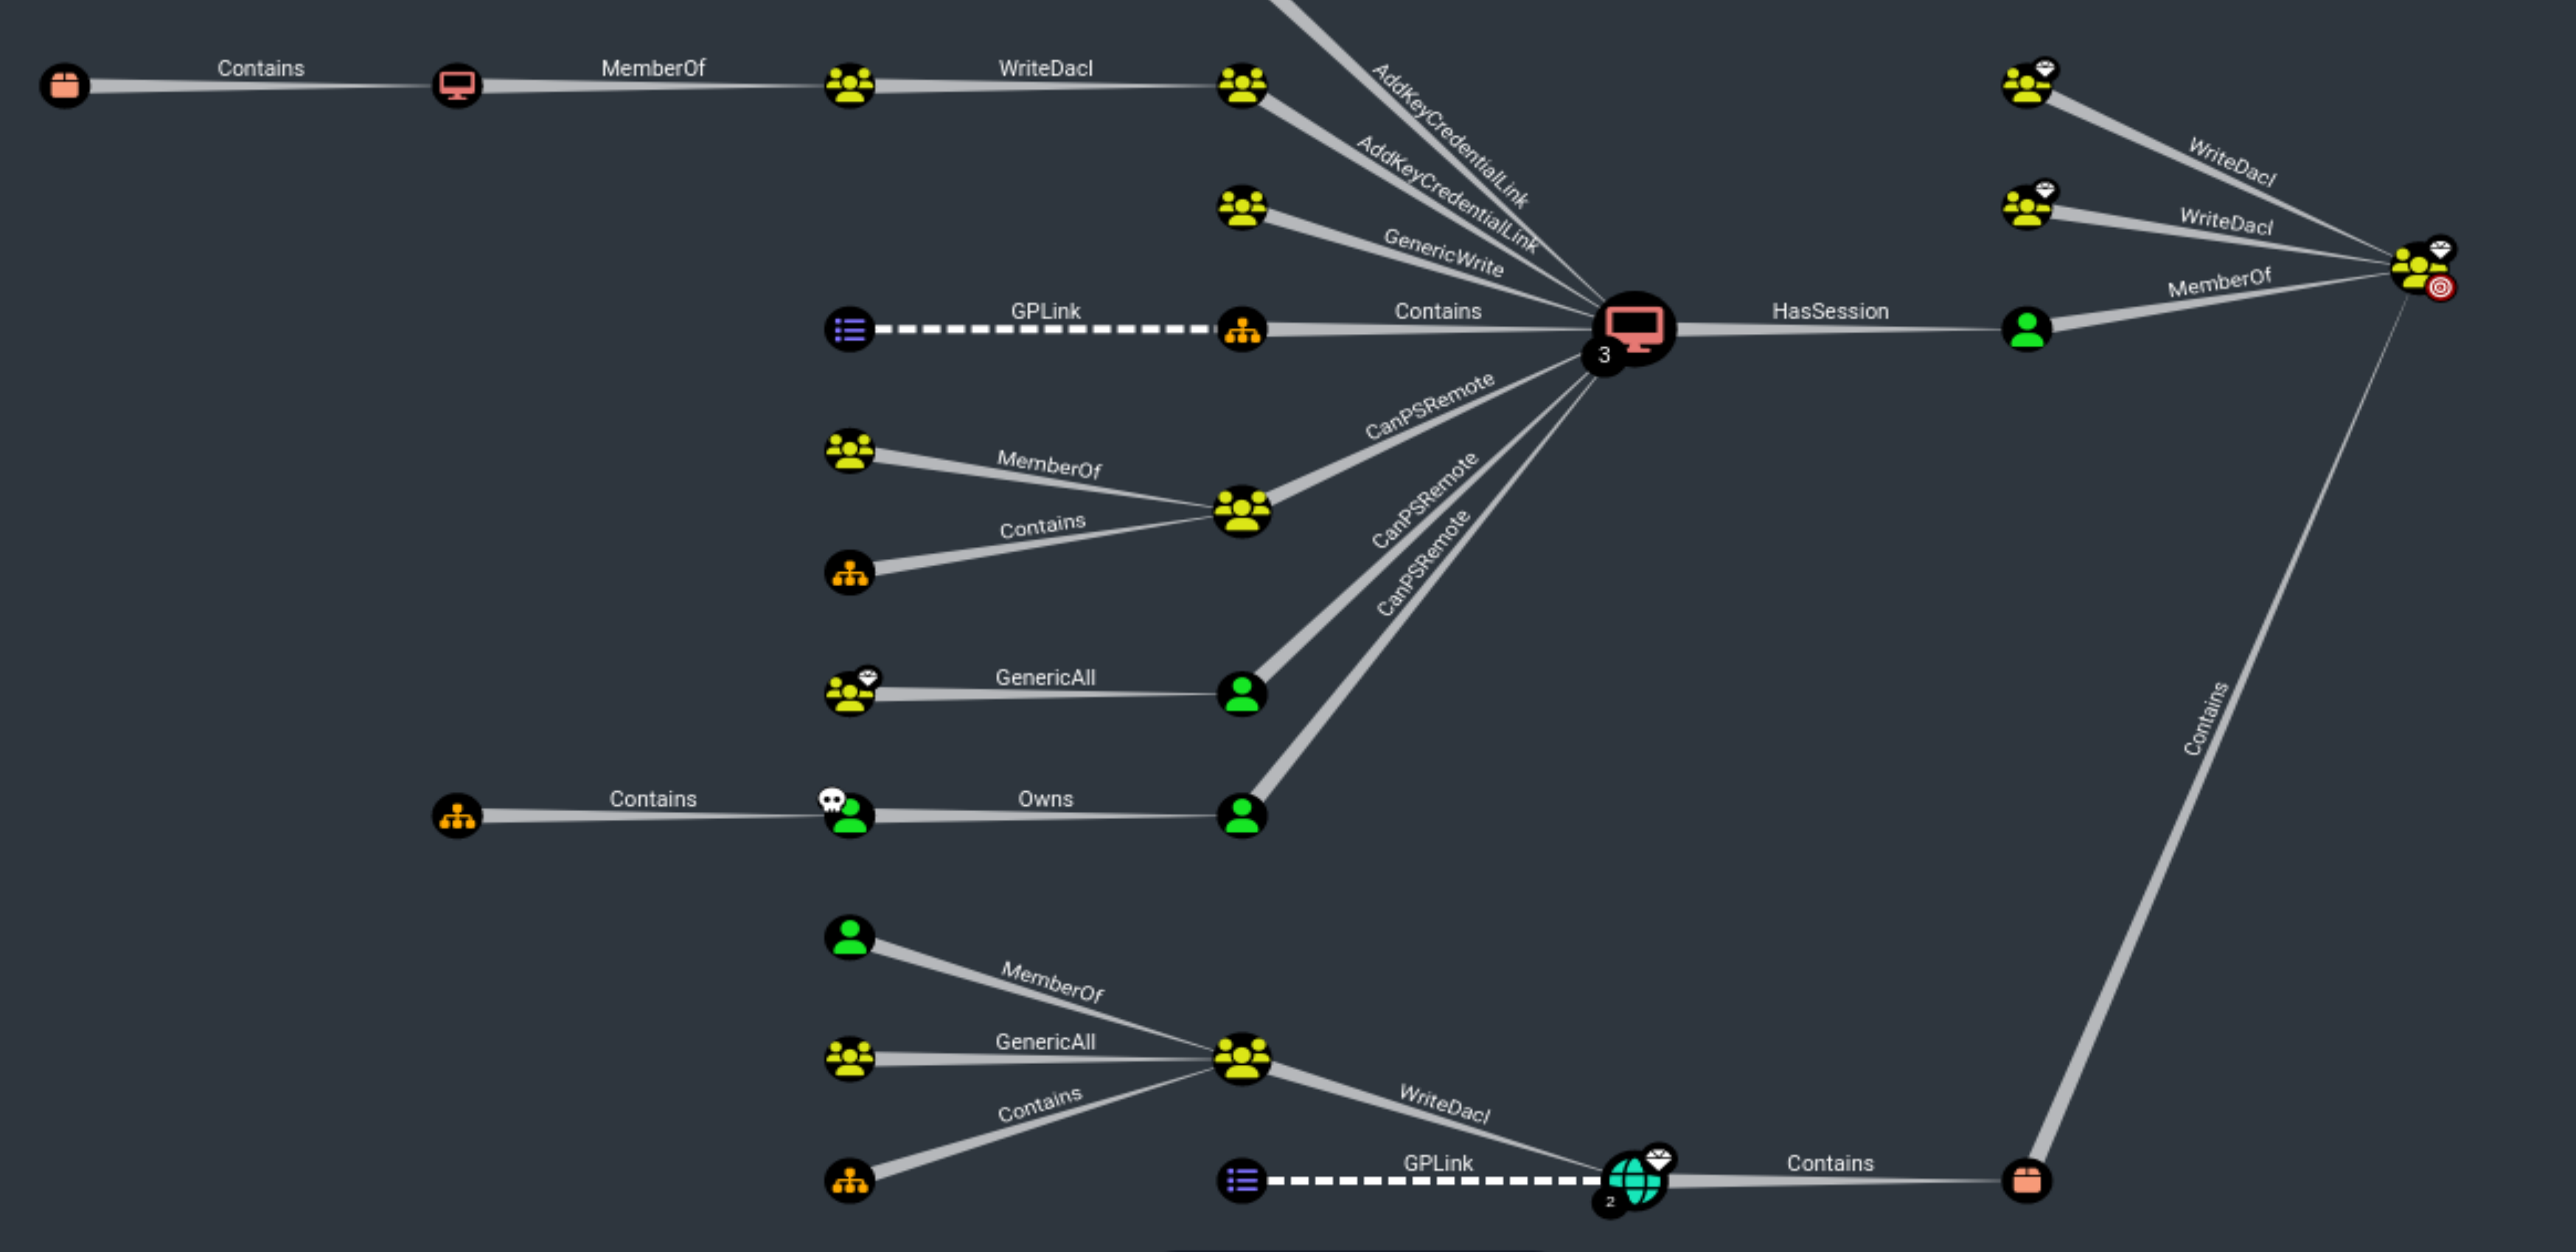 Contains
MemberOf
WriteDacl
AddKeyCredentialLink
AddKeyCredentialLink
GenericWrite
GPLink
Contains
3
HasSession
WriteDacl
WriteDacl
MemberOf
MemberOf
Contains
CanPSRemote
CanPSRemote
CanPSRemote
GenericAll
Contains
Owns
Contains
MemberOf
GenericAll
Contains
WriteDacl
GPLink
2
Contains